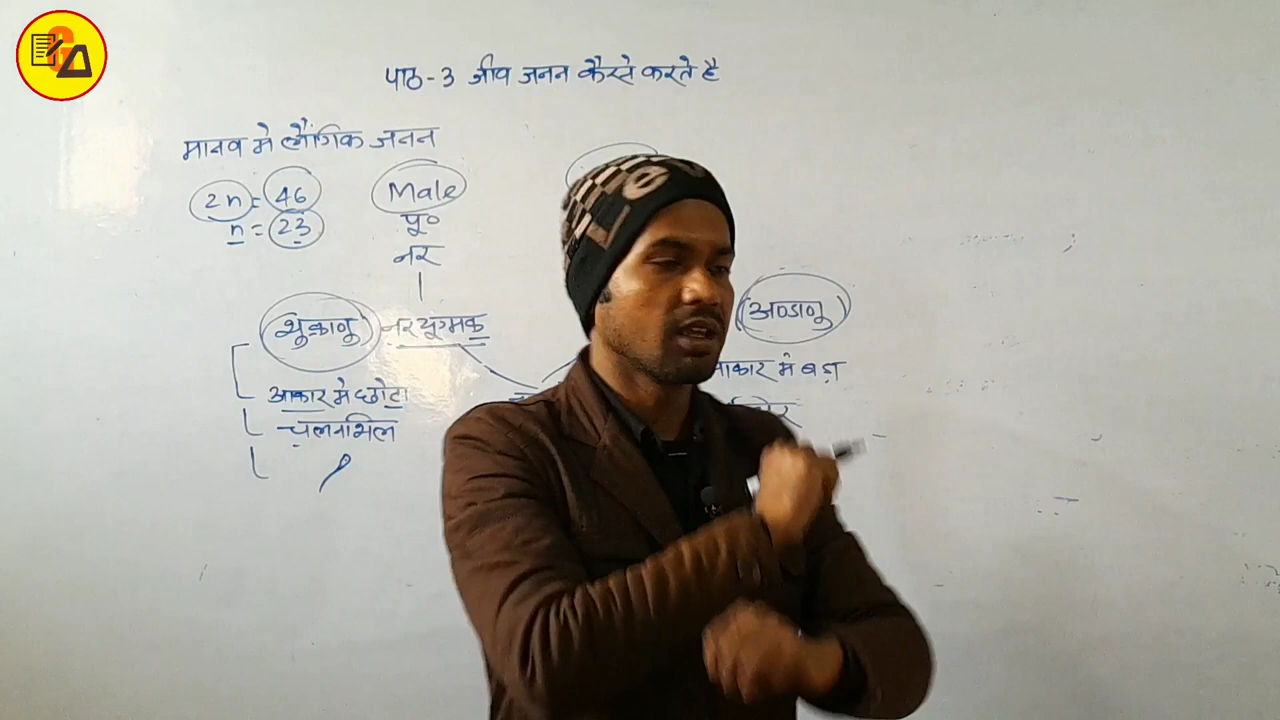 पाठ-3 जीव जनन कैसे करते है
मानव मे लैंगिक जनन
2n = 46
n = 23
Male
पू०
नर
शुक्राणु नर युग्मक
आकार मे छोटा
चलनशिल
अण्डाणु
आकार मे बड़ा